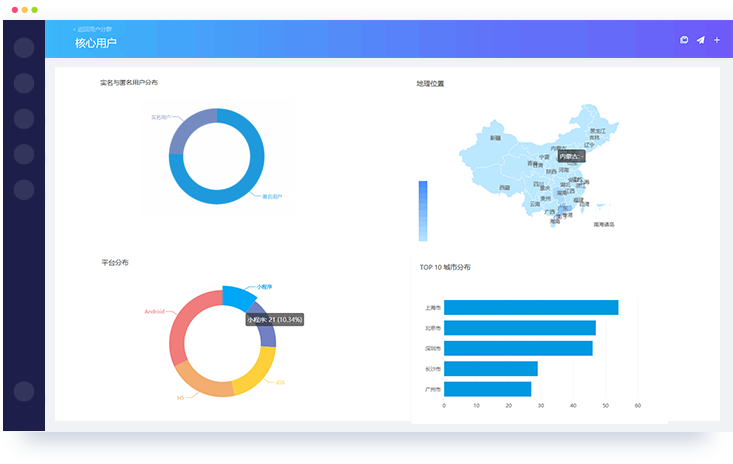 < 返回用户分群
核心用户
实名与匿名用户分布
实名用户
匿名用户
地理位置
黑龙江
吉林
辽宁
新疆
内蒙古
内蒙古: -
宁夏
青海
甘肃
陕西
河南
西藏
四川
重庆
湖北
上海
浙江
湖南
江西
贵州
福建
云南
台湾
广西
广东
香港
海南
南海诸岛
平台分布
小程序
小程序: 21 (10.34%)
Android
iOS
H5
TOP 10 城市分布
上海市
北京市
深圳市
长沙市
广州市
0 10 20 30 40 50 60